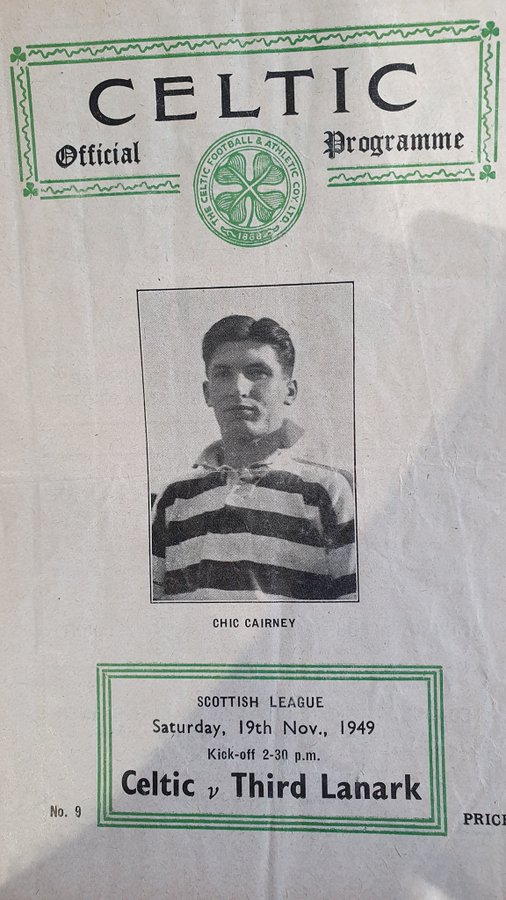 CELTIC
Official Programme
THE CELTIC FOOTBALL & ATHLETIC COY. LTD.
1888
CHIC CAIRNEY
SCOTTISH LEAGUE
Saturday, 19th Nov., 1949
Kick-off 2-30 p.m.
Celtic v Third Lanark
No. 9
PRIC